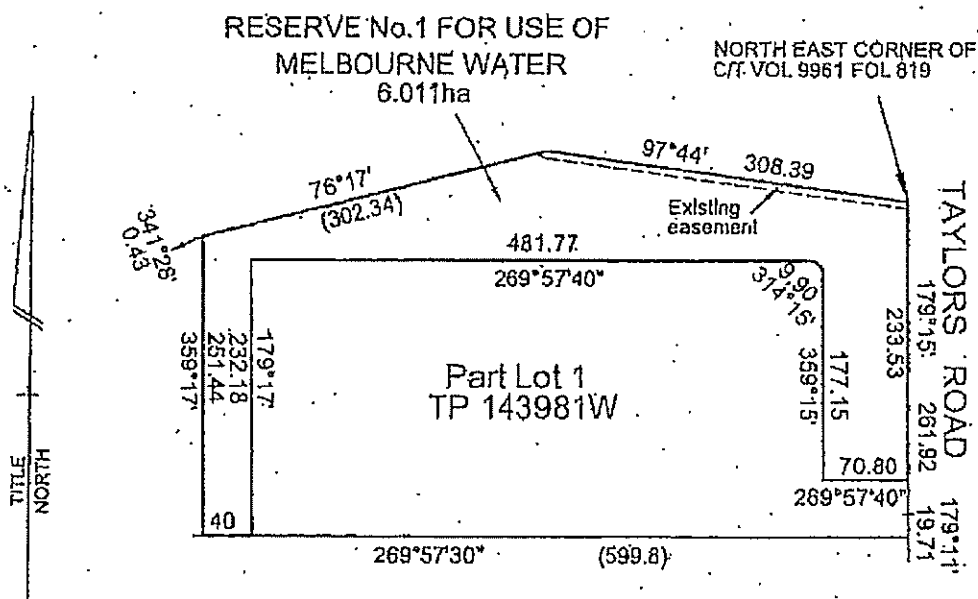 RESERVE No.1 FOR USE OF
MELBOURNE WATER
6.011ha
NORTH EAST CORNER OF
C/T. VOL 9961 FOL 819
97°44' 308.39
76°17'
(302.34)
Existing
easement
341°28'
0.43
481.77
269°57'40"
9.90
314°15'
TAYLORS ROAD
179°15' 261.92
233.53
179°17'
232.18
251.44
359°17'
177.15
359°15'
Part Lot 1
TP 143981W
70.80
269°57'40"
179°11'
19.71
40
269°57'30" (599.8)
TITLE
NORTH